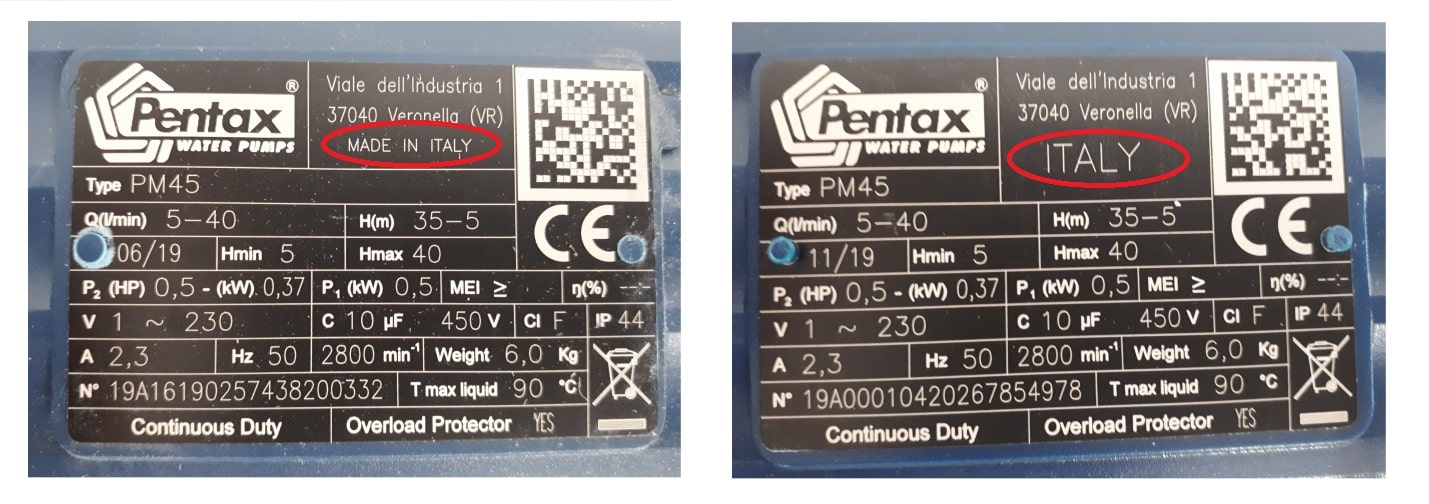 Pentax ®
WATER PUMPS
Viale dell'Industria 1
37040 Veronella (VR)
MADE IN ITALY
Type PM45
Q(l/min) 5-40 H(m) 35-5
06/19 Hmin 5 Hmax 40
CE
P2 (HP) 0,5 - (kW) 0,37 P1 (kW) 0,5 MEI ≥ η(%) --.-
V 1 ~ 230 C 10 µF 450 V Cl F IP 44
A 2,3 Hz 50 2800 min-1 Weight 6,0 Kg
N° 19A16190257438200332 T max liquid 90 °C
Continuous Duty Overload Protector YES
Pentax ®
WATER PUMPS
Viale dell'Industria 1
37040 Veronella (VR)
ITALY
Type PM45
Q(l/min) 5-40 H(m) 35-5
11/19 Hmin 5 Hmax 40
CE
P2 (HP) 0,5 - (kW) 0,37 P1 (kW) 0,5 MEI ≥ η(%) --.-
V 1 ~ 230 C 10 µF 450 V Cl F IP 44
A 2,3 Hz 50 2800 min-1 Weight 6,0 Kg
N° 19A00010420267854978 T max liquid 90 °C
Continuous Duty Overload Protector YES